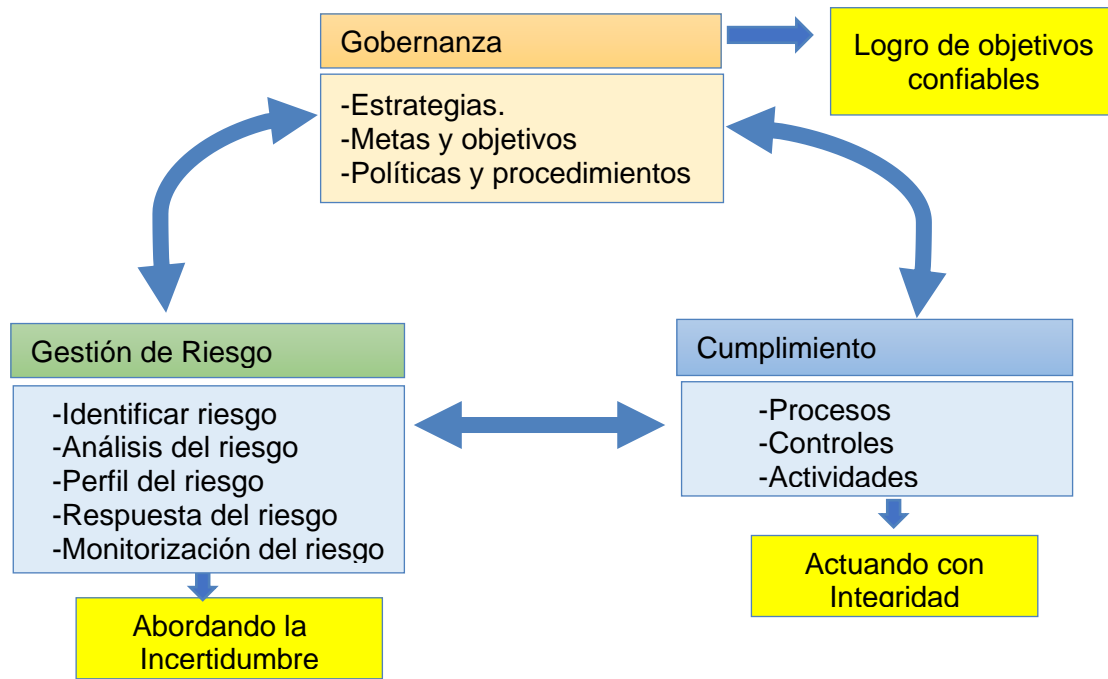 Gobernanza
Logro de objetivos
confiables
-Estrategias.
-Metas y objetivos
-Políticas y procedimientos
Gestión de Riesgo
-Identificar riesgo
-Análisis del riesgo
-Perfil del riesgo
-Respuesta del riesgo
-Monitorización del riesgo
Abordando la
Incertidumbre
Cumplimiento
-Procesos
-Controles
-Actividades
Actuando con
Integridad